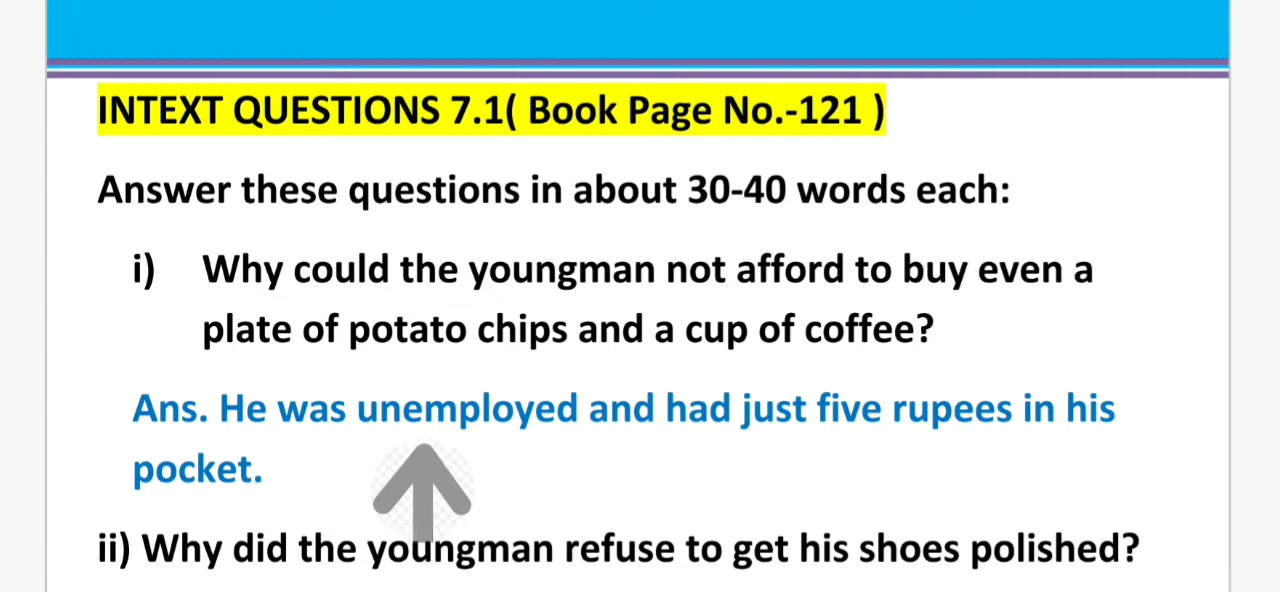 INTEXT QUESTIONS 7.1( Book Page No.-121 )
Answer these questions in about 30-40 words each:
i) Why could the youngman not afford to buy even a
plate of potato chips and a cup of coffee?
Ans. He was unemployed and had just five rupees in his
pocket.
ii) Why did the youngman refuse to get his shoes polished?